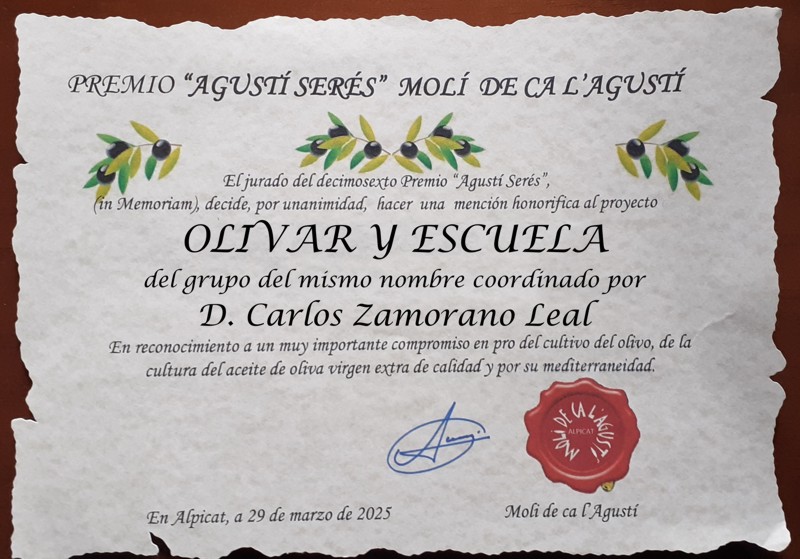 PREMIO “AGUSTÍ SERÉS” MOLÍ DE CA L’AGUSTÍ
El jurado del decimosexto Premio “Agustí Serés”,
(in Memoriam), decide, por unanimidad, hacer una mención honorifica al proyecto
OLIVAR Y ESCUELA
del grupo del mismo nombre coordinado por
D. Carlos Zamorano Leal
En reconocimiento a un muy importante compromiso en pro del cultivo del olivo, de la
cultura del aceite de oliva virgen extra de calidad y por su mediterraneidad.
MOLI DE CA L'AGUSTÍ
ALPICAT
En Alpicat, a 29 de marzo de 2025
Moli de ca l’Agustí